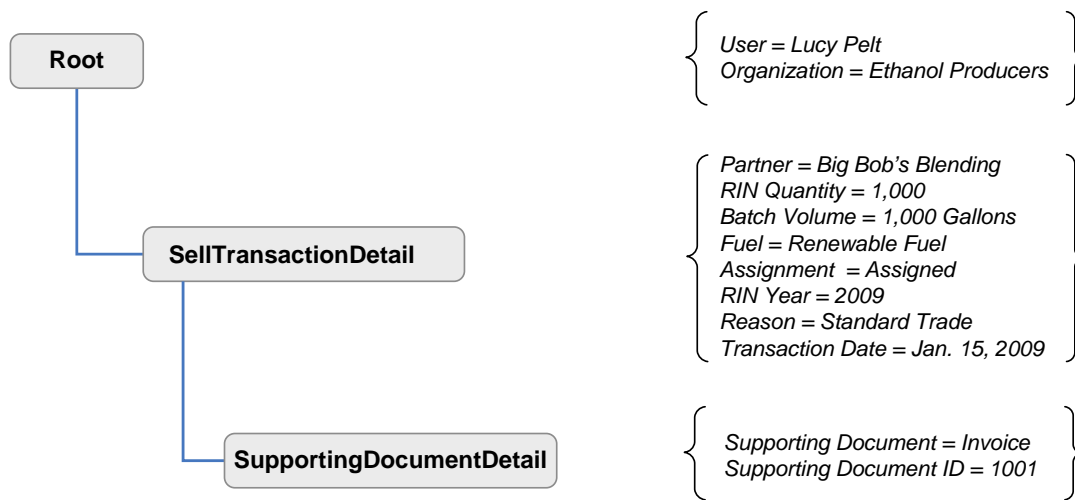 Root
User = Lucy Pelt
Organization = Ethanol Producers
SellTransactionDetail
Partner = Big Bob’s Blending
RIN Quantity = 1,000
Batch Volume = 1,000 Gallons
Fuel = Renewable Fuel
Assignment = Assigned
RIN Year = 2009
Reason = Standard Trade
Transaction Date = Jan. 15, 2009
SupportingDocumentDetail
Supporting Document = Invoice
Supporting Document ID = 1001